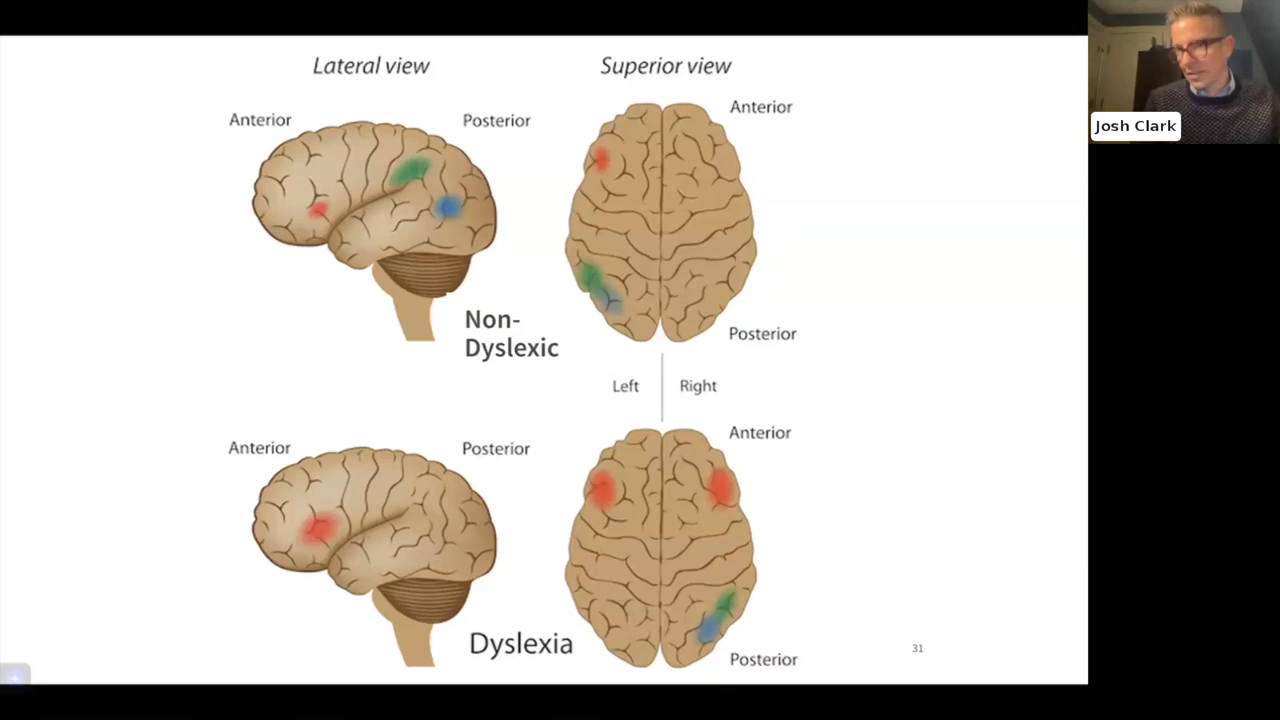 Lateral view
Superior view
Anterior
Posterior
Anterior
Non-
Dyslexic
Posterior
Left
Right
Anterior
Posterior
Anterior
Dyslexia
Posterior
31
Josh Clark